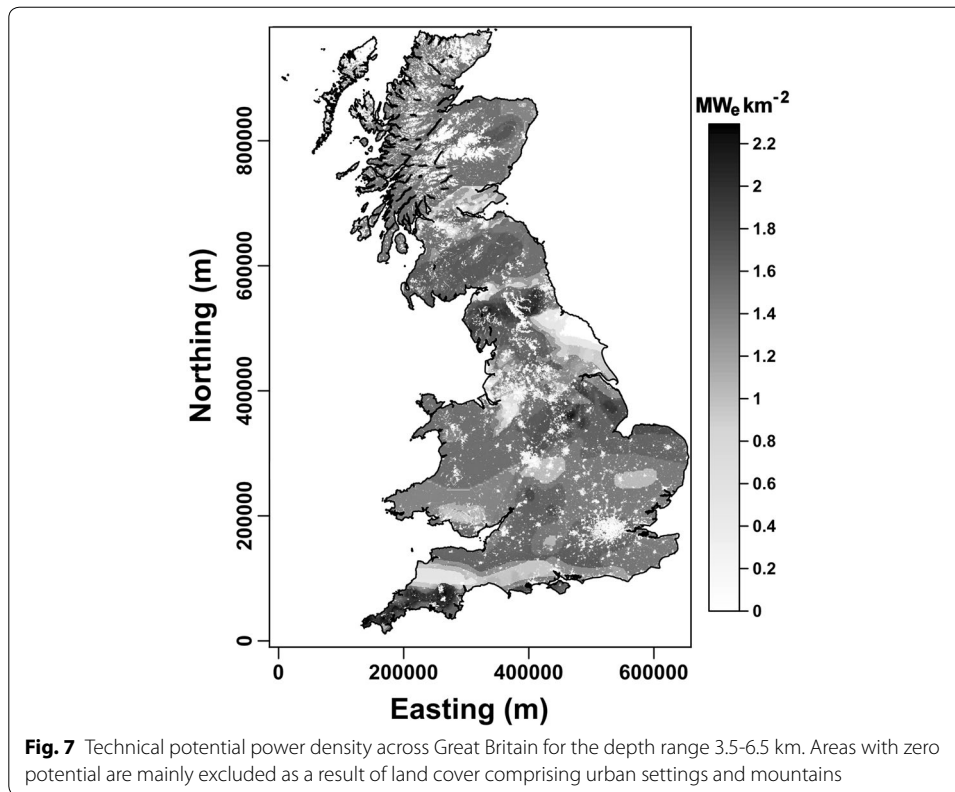 MWe km-2
2.2
2
1.8
1.6
1.4
1.2
1
0.8
0.6
0.4
0.2
0
Northing (m)
800000
600000
400000
200000
0
0 200000 400000 600000
Easting (m)
Fig. 7 Technical potential power density across Great Britain for the depth range 3.5-6.5 km. Areas with zero
potential are mainly excluded as a result of land cover comprising urban settings and mountains